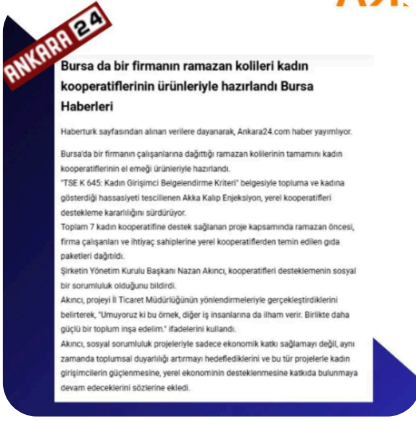 ANKARA 24
Bursa da bir firmanın ramazan kolileri kadın
kooperatiflerinin ürünleriyle hazırlandı Bursa
Haberleri
Haberturk sayfasından alınan verilere dayanarak, Ankara24.com haber yayımlıyor.
Bursa'da bir firmanın çalışanlarına dağıttığı ramazan kolilerinin tamamını kadın
kooperatiflerinin el emeği ürünleriyle hazırlandı.
"TSE K 645: Kadın Girişimci Belgelendirme Kriteri" belgesiyle topluma ve kadına
gösterdiği hassasiyeti tescillenen Akka Kalıp Enjeksiyon, yerel kooperatifleri
destekleme kararlılığını sürdürüyor.
Toplam 7 kadın kooperatifine destek sağlanan proje kapsamında ramazan öncesi,
firma çalışanları ve ihtiyaç sahiplerine yerel kooperatiflerden temin edilen gıda
paketleri dağıtıldı.
Şirketin Yönetim Kurulu Başkanı Nazan Akıncı, kooperatifleri desteklemenin sosyal
bir sorumluluk olduğunu bildirdi.
Akıncı, projeyi İl Ticaret Müdürlüğünün yönlendirmeleriyle gerçekleştirdiklerini
belirterek, "Umuyoruz ki bu örnek, diğer iş insanlarına da ilham verir. Birlikte daha
güçlü bir toplum inşa edelim." ifadelerini kullandı.
Akıncı, sosyal sorumluluk projeleriyle sadece ekonomik katkı sağlamayı değil, aynı
zamanda toplumsal duyarlılığı artırmayı hedeflediklerini ve bu tür projelerle kadın
girişimcilerin güçlenmesine, yerel ekonominin desteklenmesine katkıda bulunmaya
devam edeceklerini sözlerine ekledi.